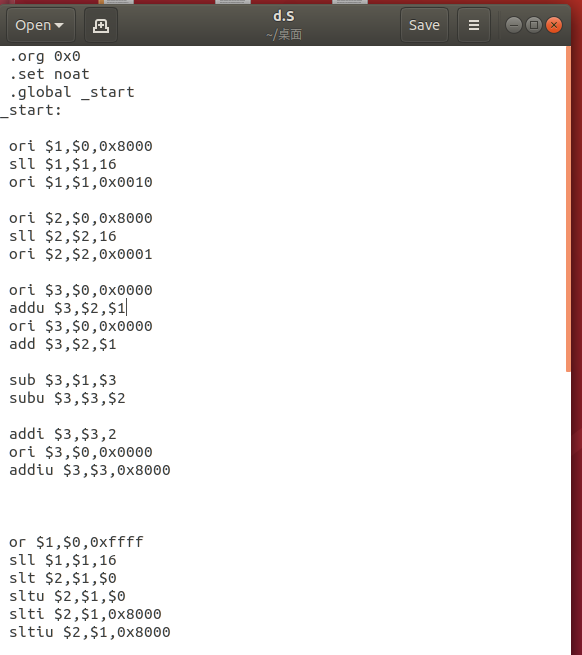 Open
d.S
~/桌面
Save
.org 0x0
.set noat
.global _start
_start:
ori $1,$0,0x8000
sll $1,$1,16
ori $1,$1,0x0010
ori $2,$0,0x8000
sll $2,$2,16
ori $2,$2,0x0001
ori $3,$0,0x0000
addu $3,$2,$1
ori $3,$0,0x0000
add $3,$2,$1
sub $3,$1,$3
subu $3,$3,$2
addi $3,$3,2
ori $3,$0,0x0000
addiu $3,$3,0x8000
or $1,$0,0xffff
sll $1,$1,16
slt $2,$1,$0
sltu $2,$1,$0
slti $2,$1,0x8000
sltiu $2,$1,0x8000